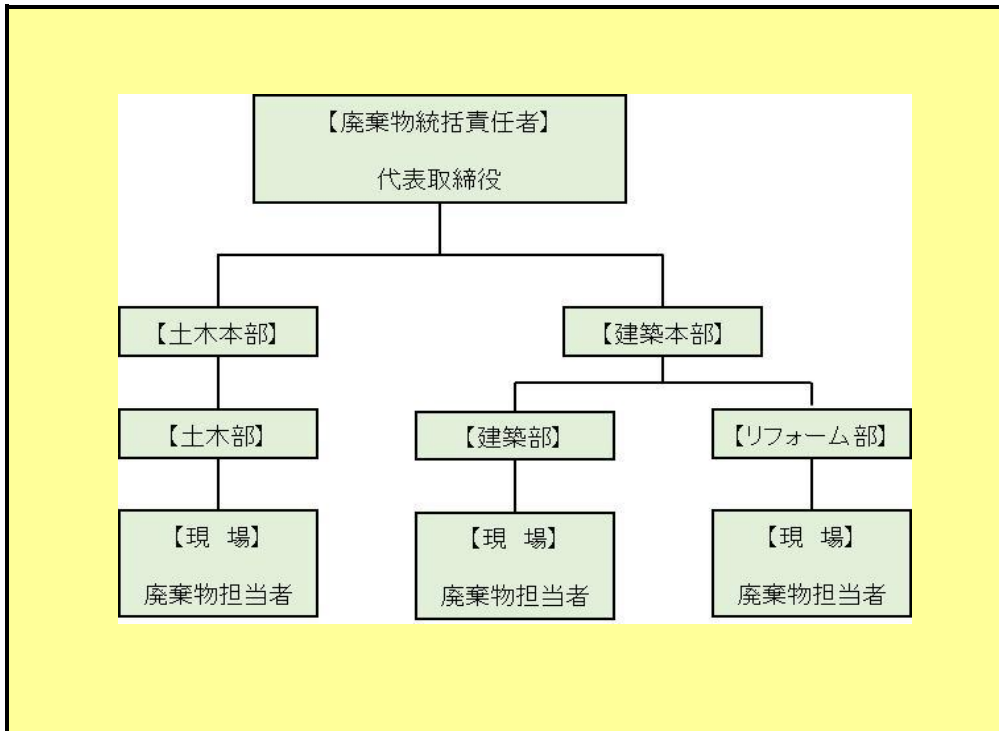 【廃棄物統括責任者】
代表取締役
【土木本部】
【建築本部】
【土木部】
【建築部】
【リフォーム部】
【現　場】
廃棄物担当者
【現　場】
廃棄物担当者
【現　場】
廃棄物担当者